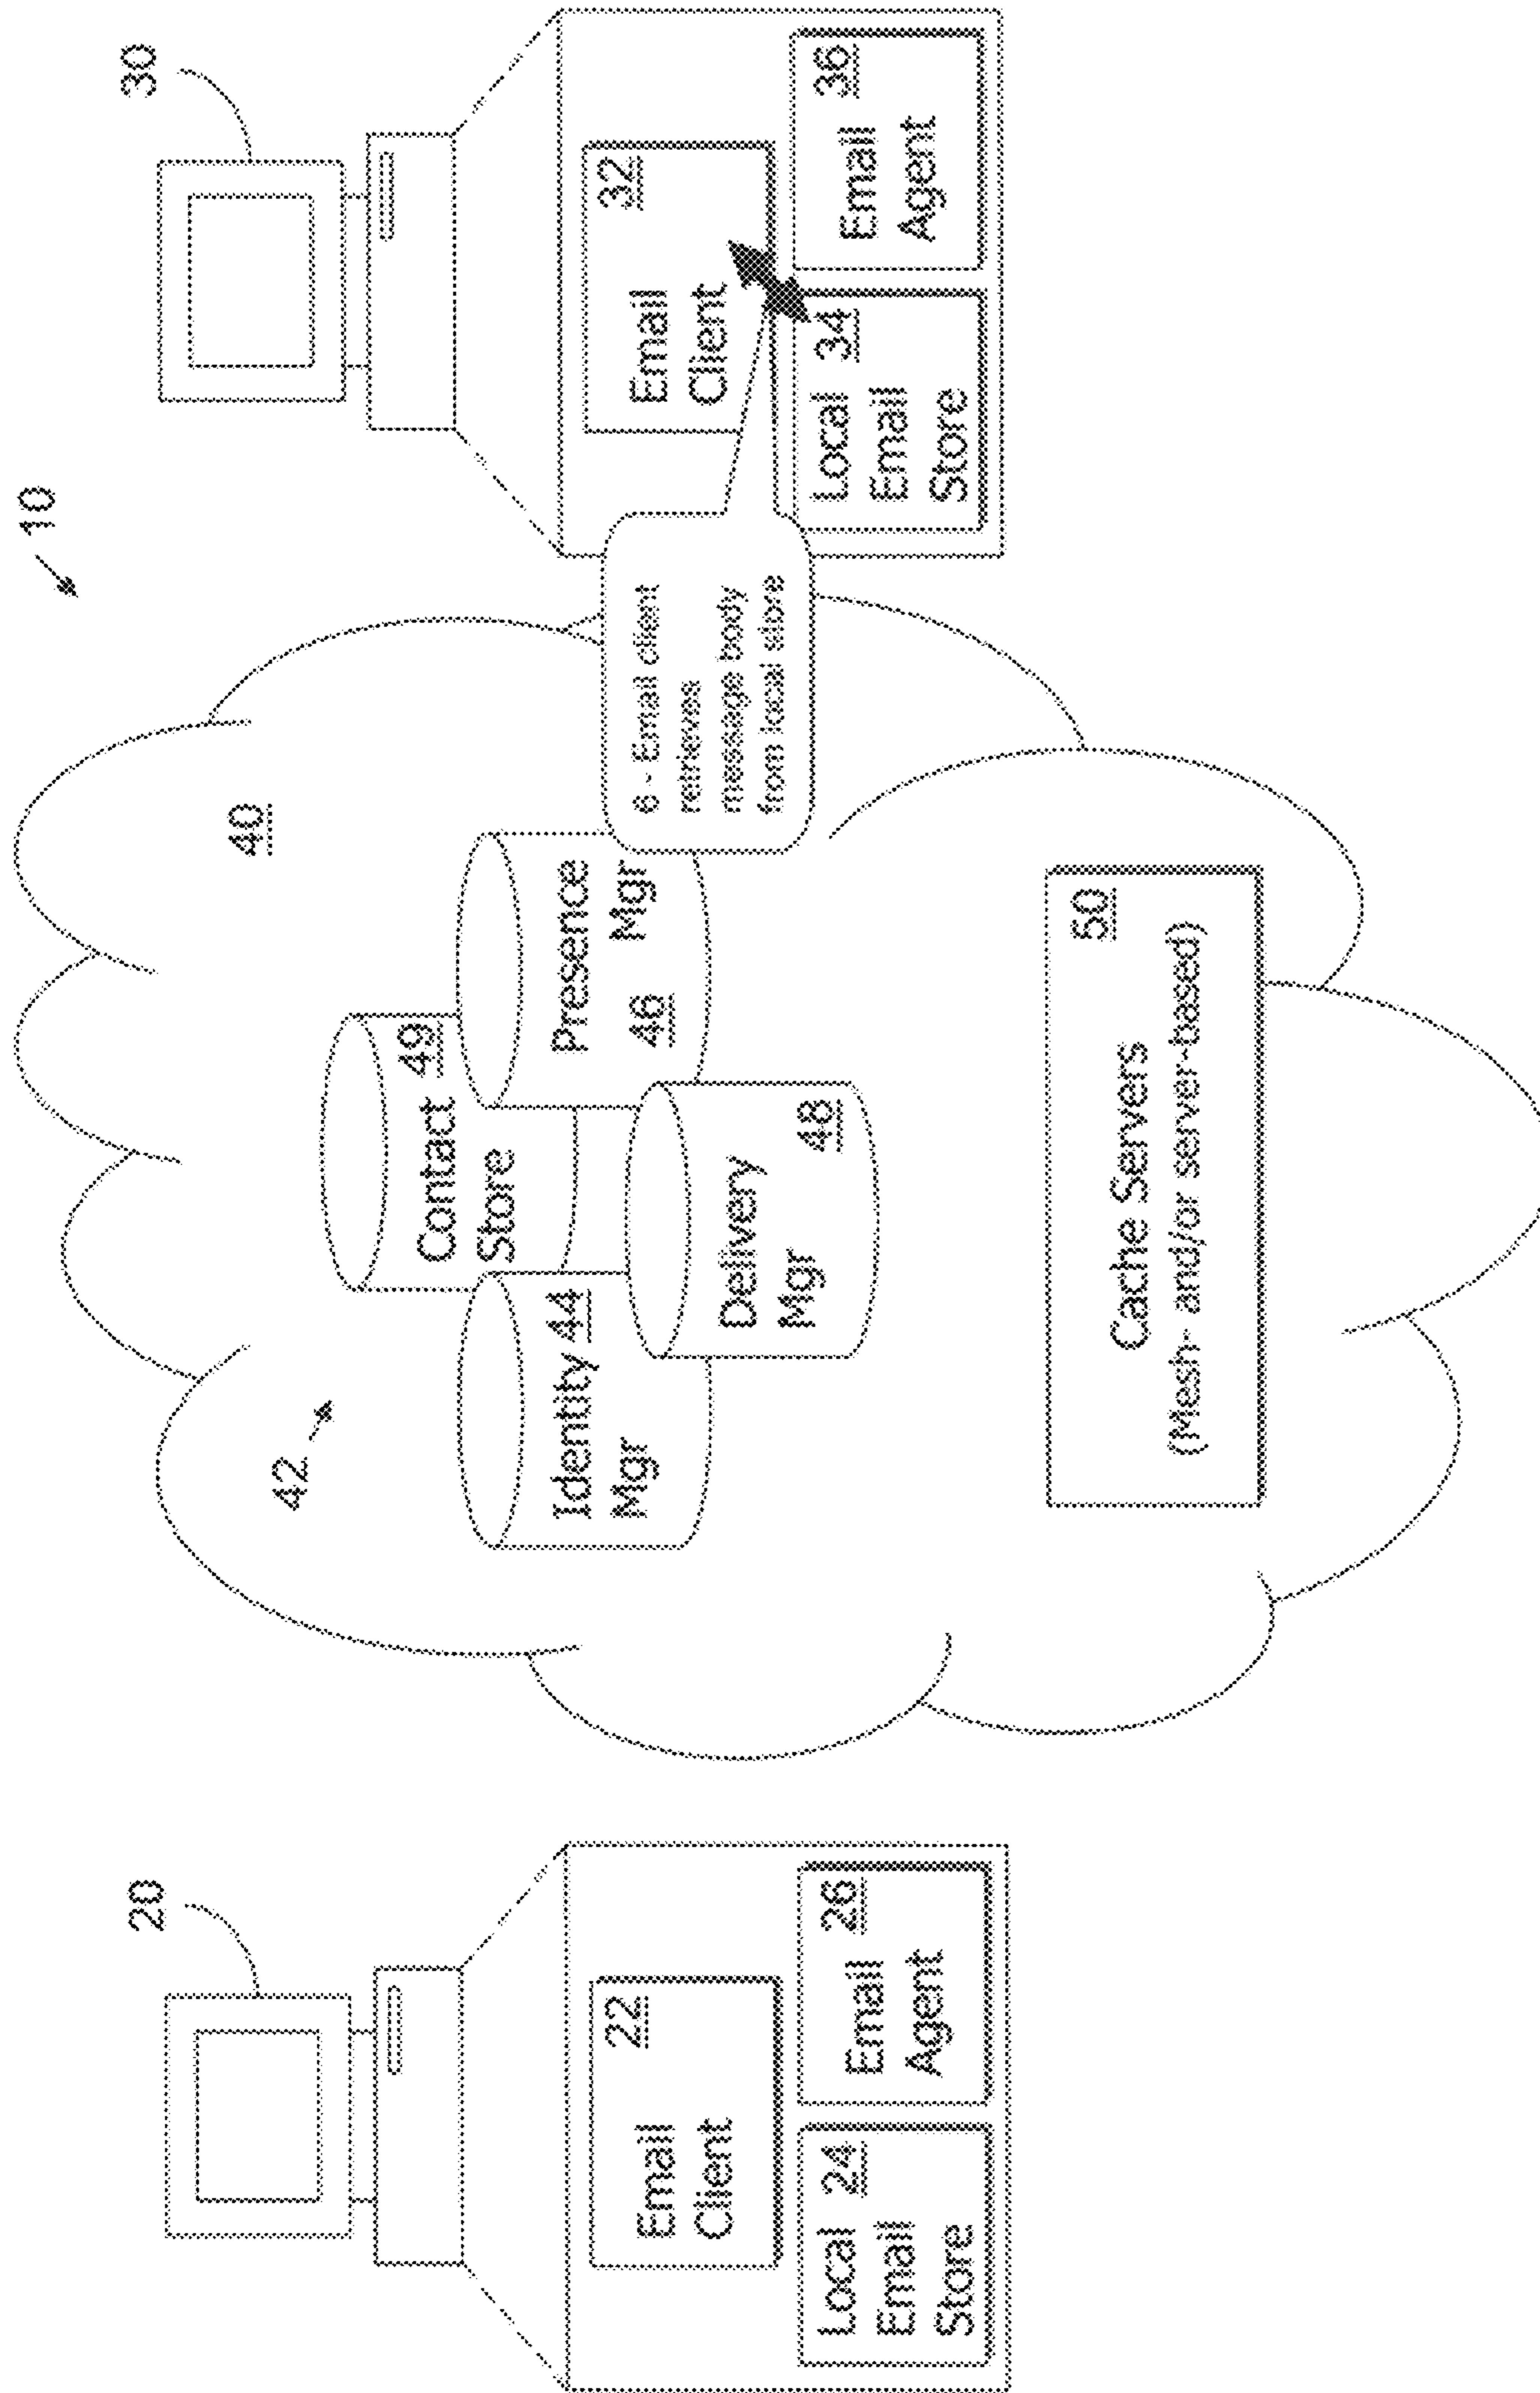 10
20
Email
Client
22
Local
Email
Store
24
Email
Agent
26
42
40
Contact
Store
49
Identity
Mgr
44
Presence
Mgr
46
Delivery
Mgr
48
Cache Servers
(Mesh- and/or server-based)
50
6 - Email client
retrieves
message body
from local store
30
Email
Client
32
Local
Email
Store
34
Email
Agent
36